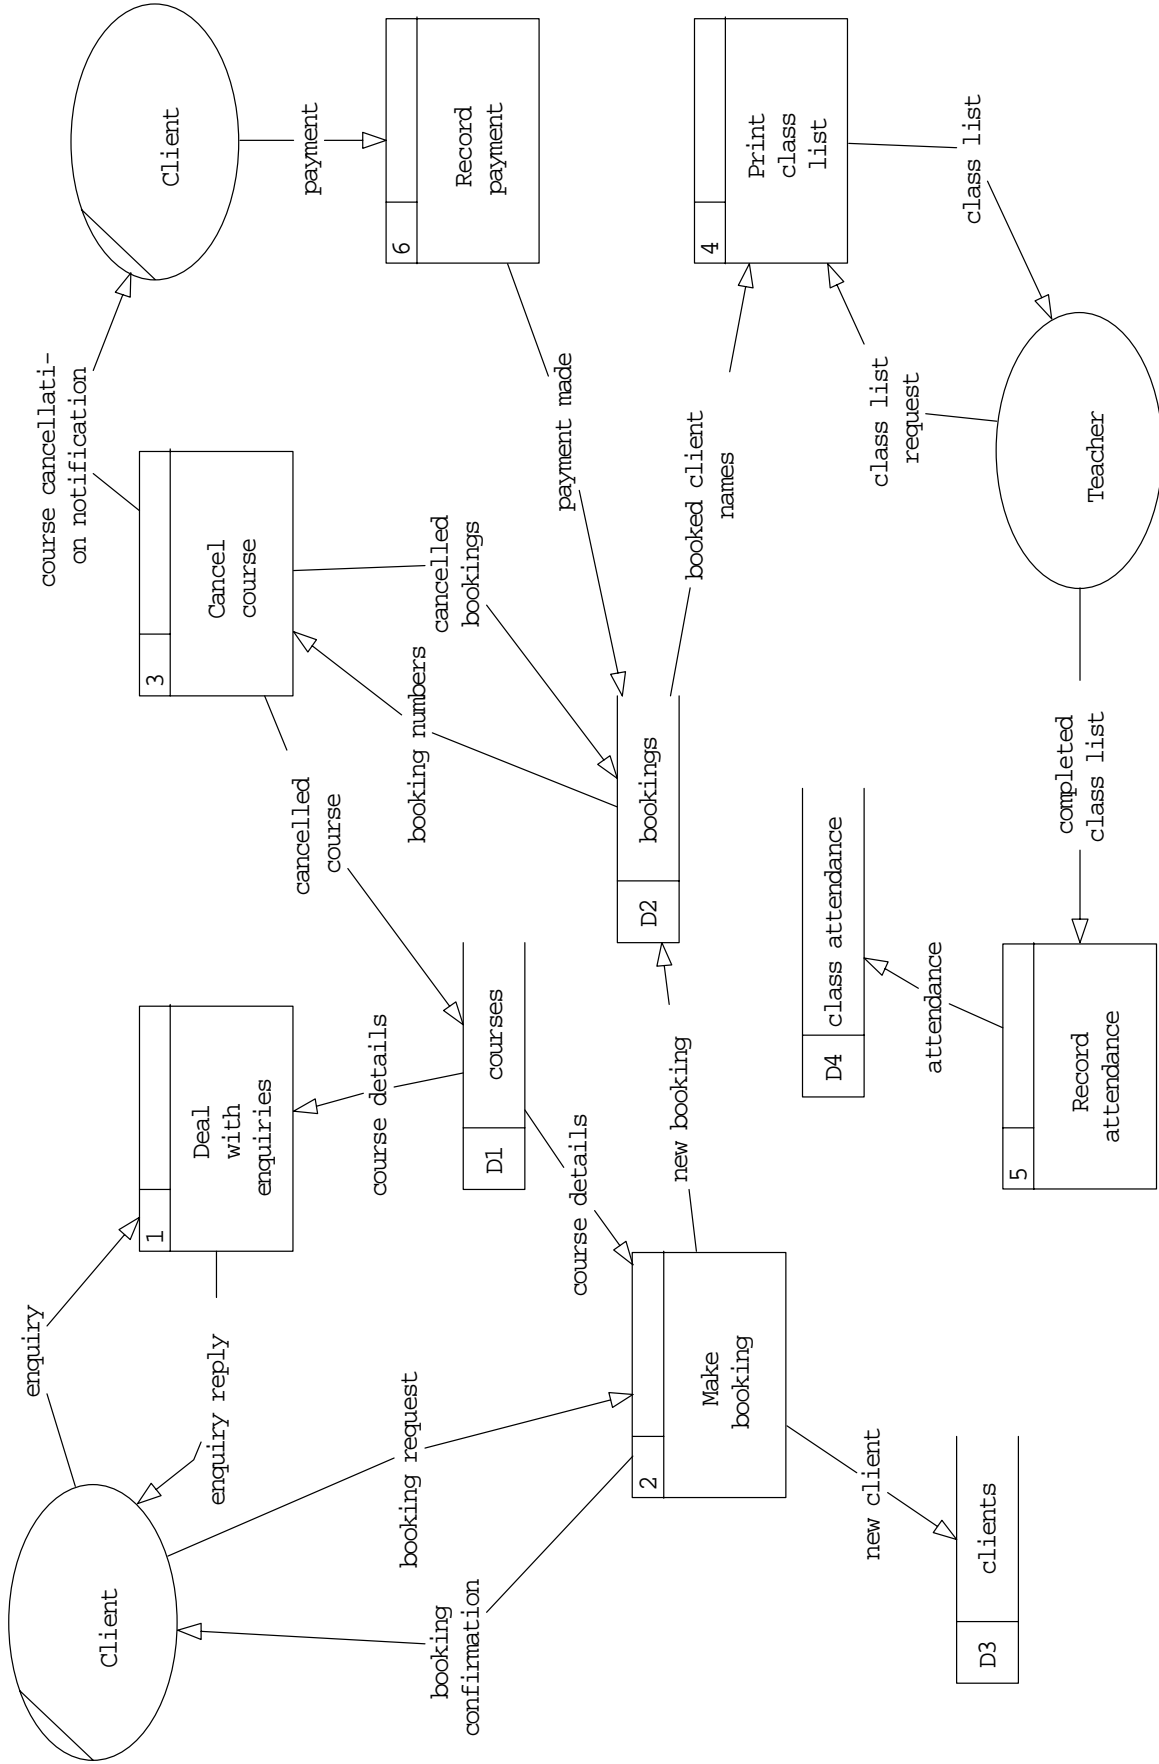 Client
enquiry
1
Deal
with
enquiries
enquiry reply
course cancellati-
on notification
3
Cancel
course
Client
payment
booking request
booking
confirmation
course details
cancelled
course
booking numbers
cancelled
bookings
6
Record
payment
D1
courses
course details
payment made
2
Make
booking
new booking
D2
bookings
booked client
names
4
Print
class
list
new client
D4
class attendance
class list
request
class list
D3
clients
attendance
5
Record
attendance
completed
class list
Teacher